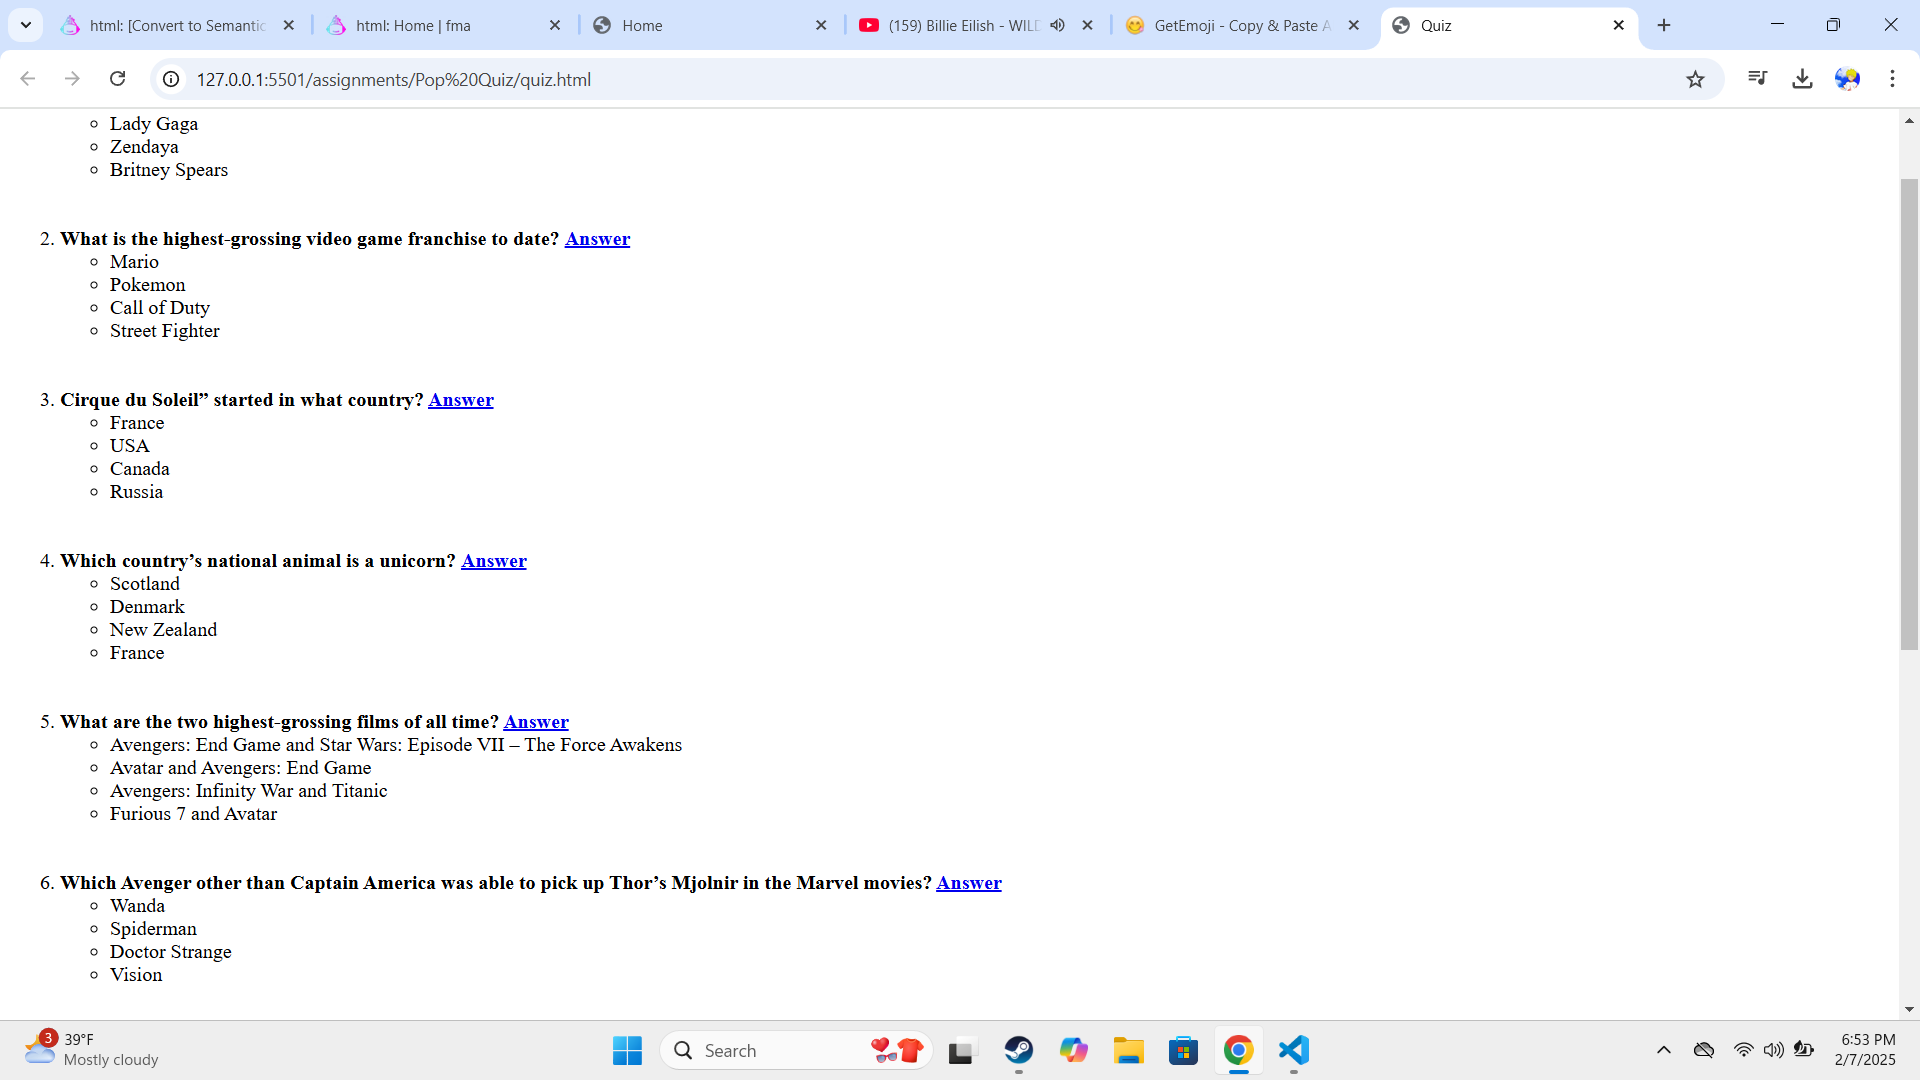 html: [Convert to Semantic
html: Home | fma
Home
(159) Billie Eilish - WILD
GetEmoji - Copy & Paste A
Quiz
127.0.0.1:5501/assignments/Pop%20Quiz/quiz.html
Lady Gaga
Zendaya
Britney Spears
2. What is the highest-grossing video game franchise to date? Answer
Mario
Pokemon
Call of Duty
Street Fighter
3. Cirque du Soleil” started in what country? Answer
France
USA
Canada
Russia
4. Which country’s national animal is a unicorn? Answer
Scotland
Denmark
New Zealand
France
5. What are the two highest-grossing films of all time? Answer
Avengers: End Game and Star Wars: Episode VII – The Force Awakens
Avatar and Avengers: End Game
Avengers: Infinity War and Titanic
Furious 7 and Avatar
6. Which Avenger other than Captain America was able to pick up Thor’s Mjolnir in the Marvel movies? Answer
Wanda
Spiderman
Doctor Strange
Vision
3
39°F
Mostly cloudy
Search
6:53 PM
2/7/2025